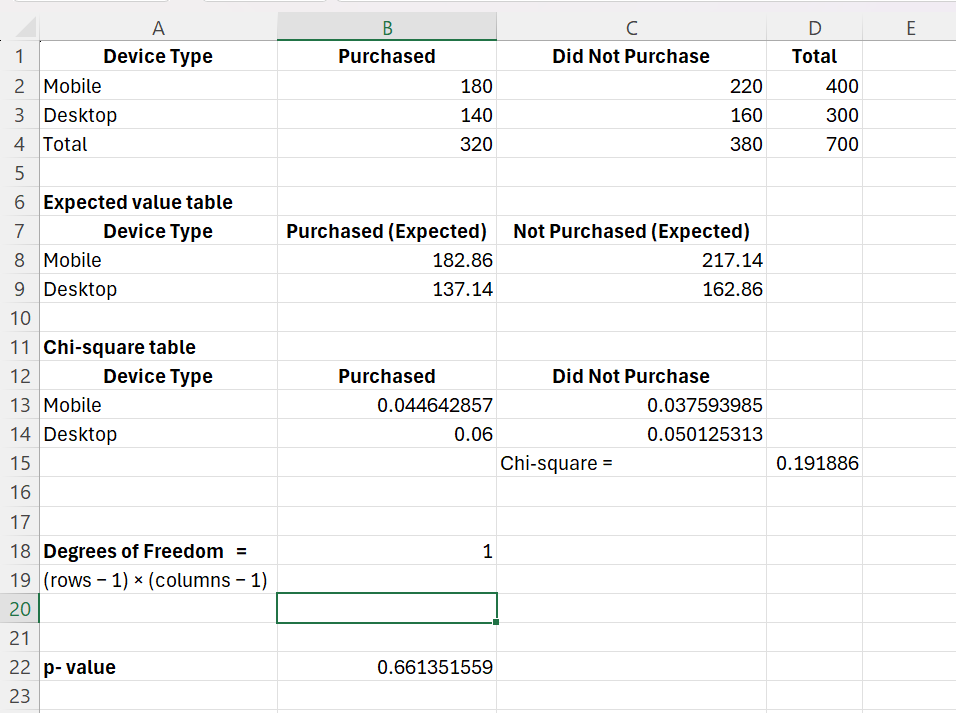 A B C D E
1 Device Type Purchased Did Not Purchase Total
2 Mobile 180 220 400
3 Desktop 140 160 300
4 Total 320 380 700
5
6 Expected value table
7 Device Type Purchased (Expected) Not Purchased (Expected)
8 Mobile 182.86 217.14
9 Desktop 137.14 162.86
10
11 Chi-square table
12 Device Type Purchased Did Not Purchase
13 Mobile 0.044642857 0.037593985
14 Desktop 0.06 0.050125313
15 Chi-square = 0.191886
16
17
18 Degrees of Freedom = 1
19 (rows − 1) × (columns − 1)
20
21
22 p- value 0.661351559
23